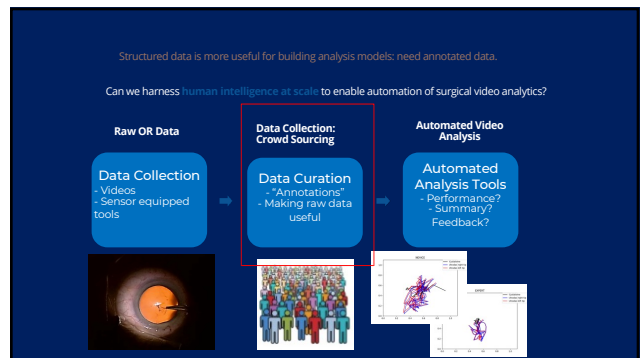 Structured data is more useful for building analysis models: need annotated data.
Can we harness human intelligence at scale to enable automation of surgical video analytics?
Raw OR Data
Data Collection:
Crowd Sourcing
Automated Video
Analysis
Data Collection
- Videos
- Sensor equipped
tools
Data Curation
- “Annotations”
- Making raw data
useful
Automated
Analysis Tools
- Performance?
- Summary?
Feedback?